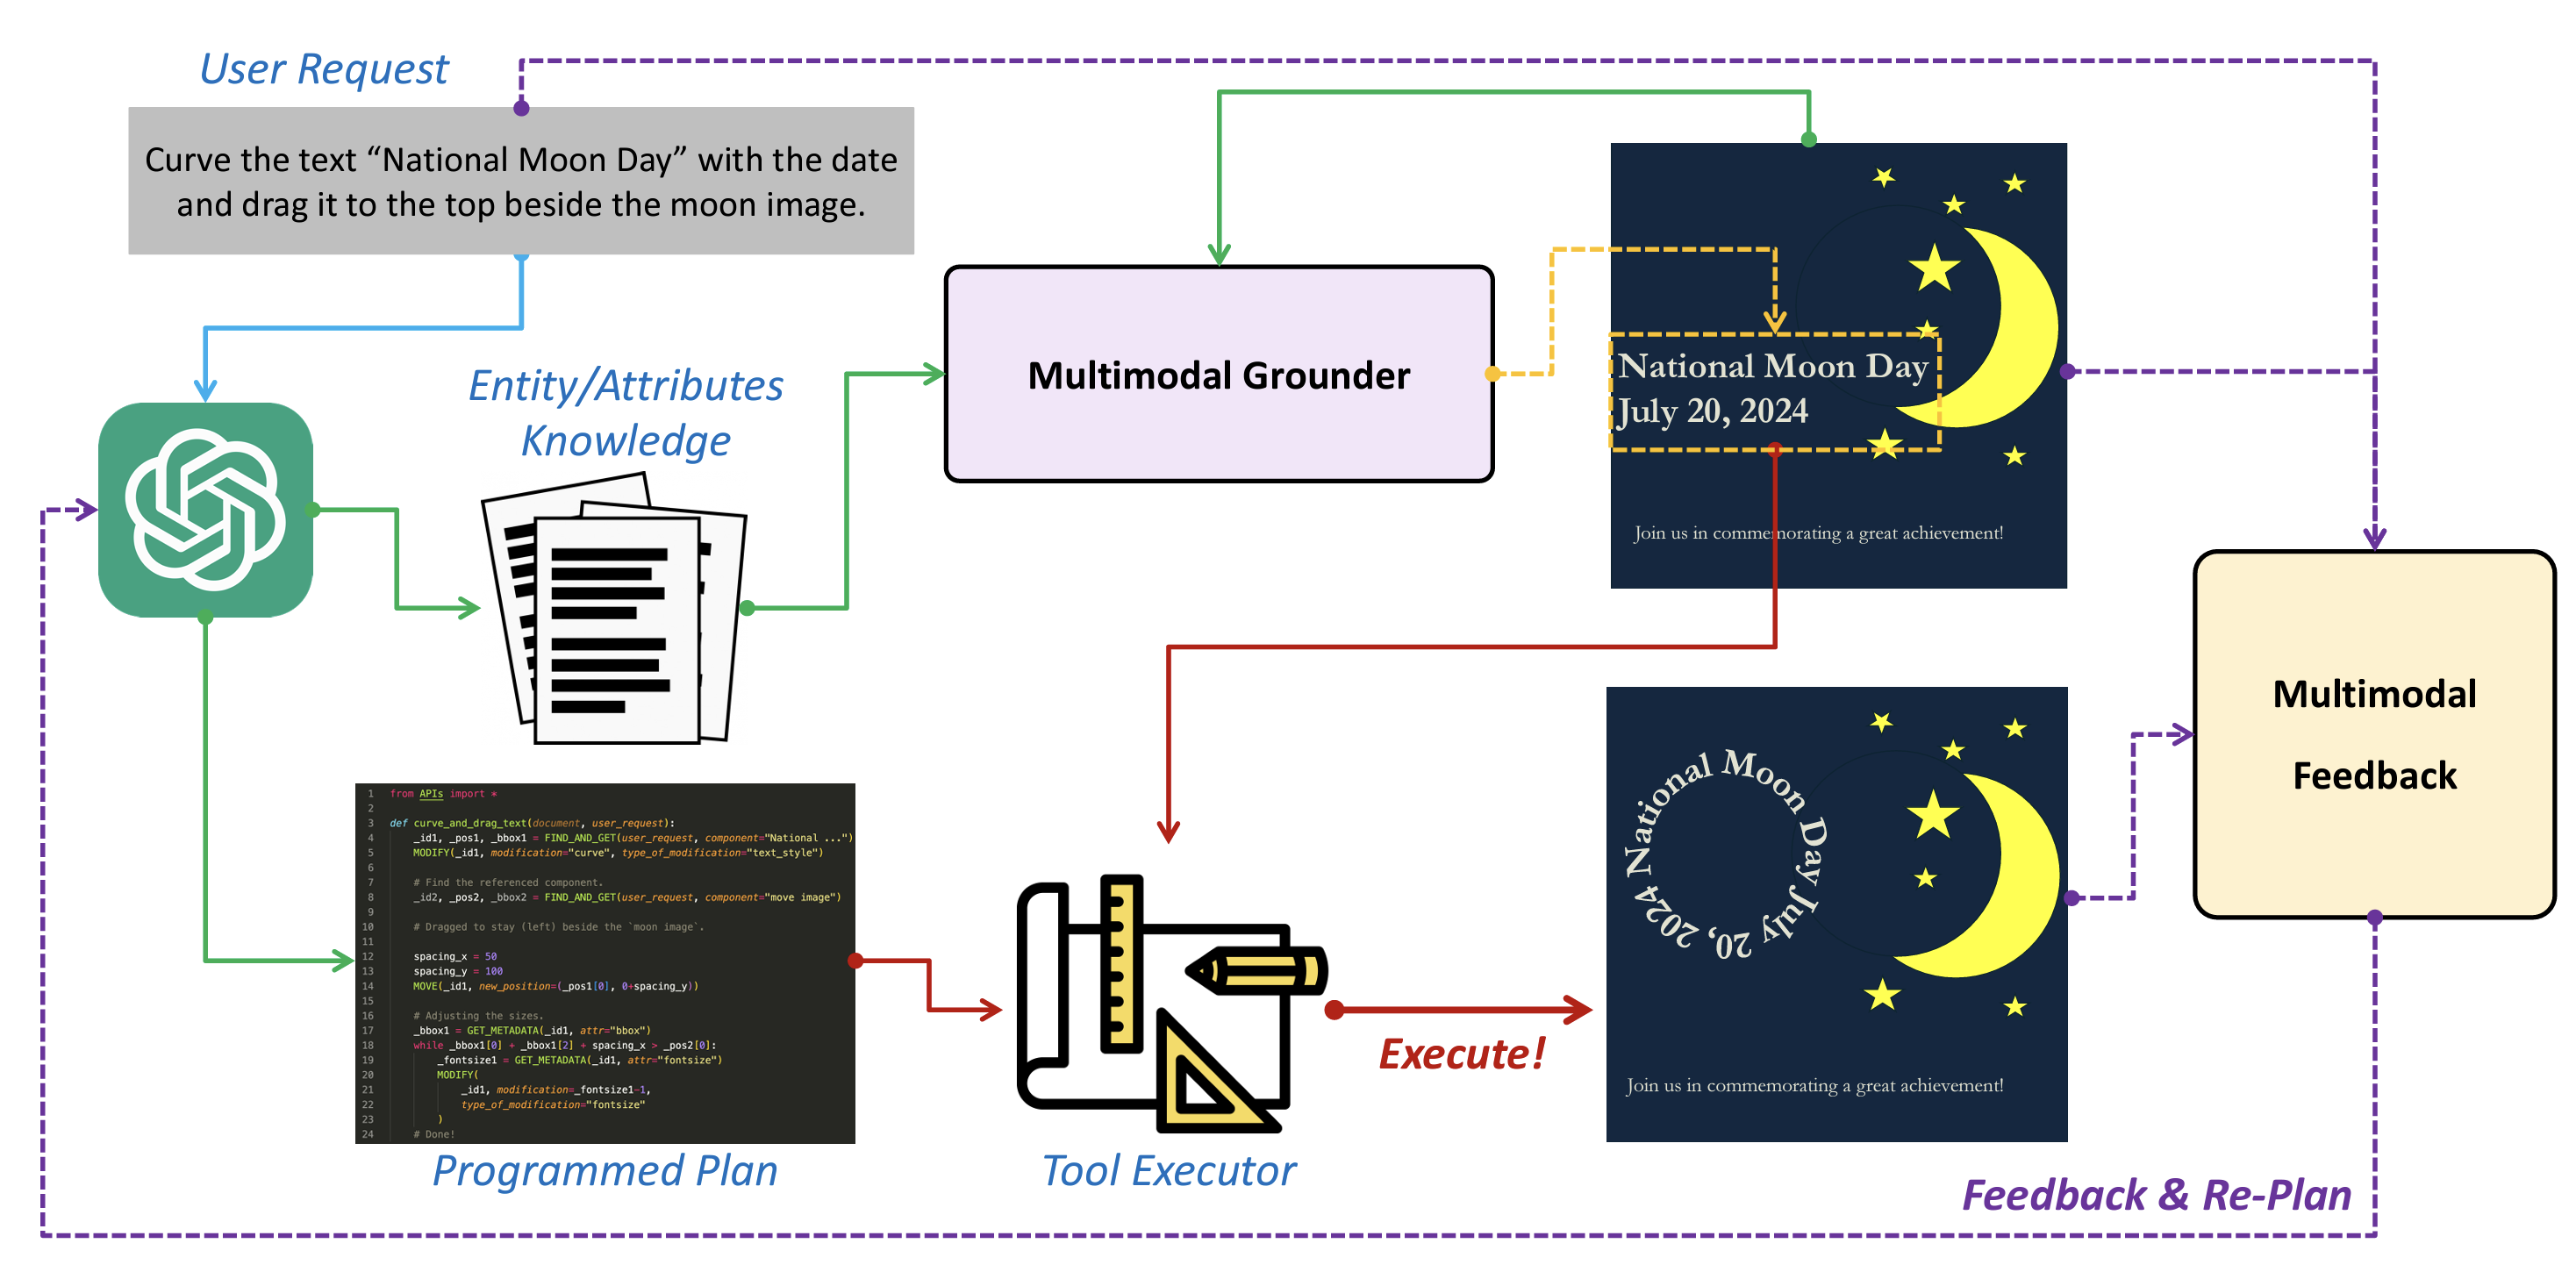 User Request
Curve the text “National Moon Day” with the date
and drag it to the top beside the moon image.
Entity/Attributes
Knowledge
Multimodal Grounder
National Moon Day
July 20, 2024
Join us in commemorating a great achievement!
1 from APIs import *
2
3 def curve_and_drag_text(document, user_request):
4 _id1, _pos1, _bbox1 = FIND_AND_GET(user_request, component="National ...")
5 MODIFY(_id1, modification="curve", type_of_modification="text_style")
6
7 # Find the referenced component.
8 _id2, _pos2, _bbox2 = FIND_AND_GET(user_request, component="move image")
9
10 # Dragged to stay (left) beside the `moon image`.
11
12 spacing_x = 50
13 spacing_y = 100
14 MOVE(_id1, new_position=(_pos1[0], 0+spacing_y))
15
16 # Adjusting the sizes.
17 _bbox1 = GET_METADATA(_id1, attr="bbox")
18 while _bbox1[0] + _bbox1[2] + spacing_x > _pos2[0]:
19 _fontsize1 = GET_METADATA(_id1, attr="fontsize")
20 MODIFY(
21 _id1, modification=_fontsize1-1,
22 type_of_modification="fontsize"
23 )
24 # Done!
Programmed Plan
Tool Executor
Execute!
National Moon Day July 20, 2024
Join us in commemorating a great achievement!
Multimodal
Feedback
Feedback & Re-Plan